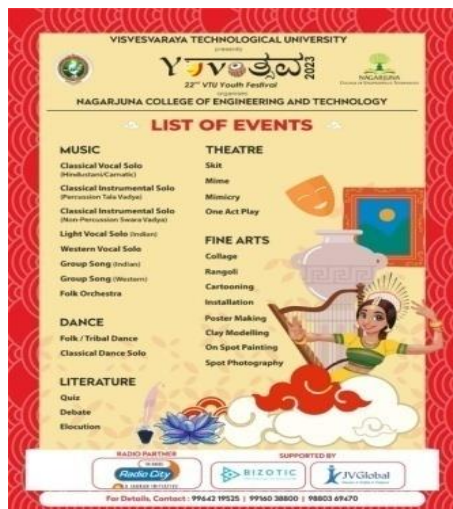 VISVESVARAYA TECHNOLOGICAL UNIVERSITY
presents
Yuvoತ್ಸವ 2023
22ND VTU Youth Festival
organisers
NAGARJUNA
NAGARJUNA COLLEGE OF ENGINEERING AND TECHNOLOGY
LIST OF EVENTS
MUSIC
Classical Vocal Solo
(Hindustani/Carnatic)
Classical Instrumental Solo
(Percussion Tala Vadya)
Classical Instrumental Solo
(Non-Percussion Swara Vadya)
Light Vocal Solo (Indian)
Western Vocal Solo
Group Song (Indian)
Group Song (Western)
Folk Orchestra
DANCE
Folk / Tribal Dance
Classical Dance Solo
LITERATURE
Quiz
Debate
Elocution
THEATRE
Skit
Mime
Mimicry
One Act Play
FINE ARTS
Collage
Rangoli
Cartooning
Installation
Poster Making
Clay Modelling
On Spot Painting
Spot Photography
RADIO PARTNER
Radio City
A JAGRAN INITIATIVE
SUPPORTED BY
BIZOTIC
JVGlobal
For Details, Contact : 99642 19525 | 99160 38800 | 98803 69470